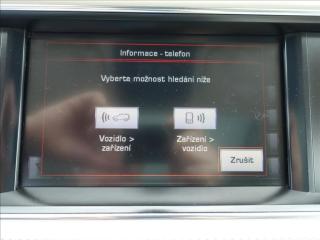 Informace - telefon
Vyberte možnost hledání níže
Vozidlo >
zařízení
Zařízení >
vozidlo
Zrušit